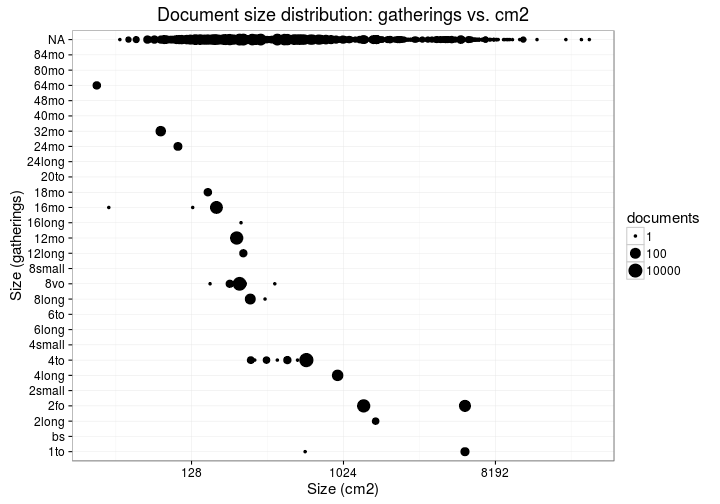 Document size distribution: gatherings vs. cm2
NA
84mo
80mo
64mo
48mo
40mo
32mo
24mo
24long
20to
18mo
16mo
16long
12mo
12long
8small
8vo
8long
6to
6long
4small
4to
4long
2small
2fo
2long
bs
1to
Size (gatherings)
128
1024
8192
Size (cm2)
documents
1
100
10000